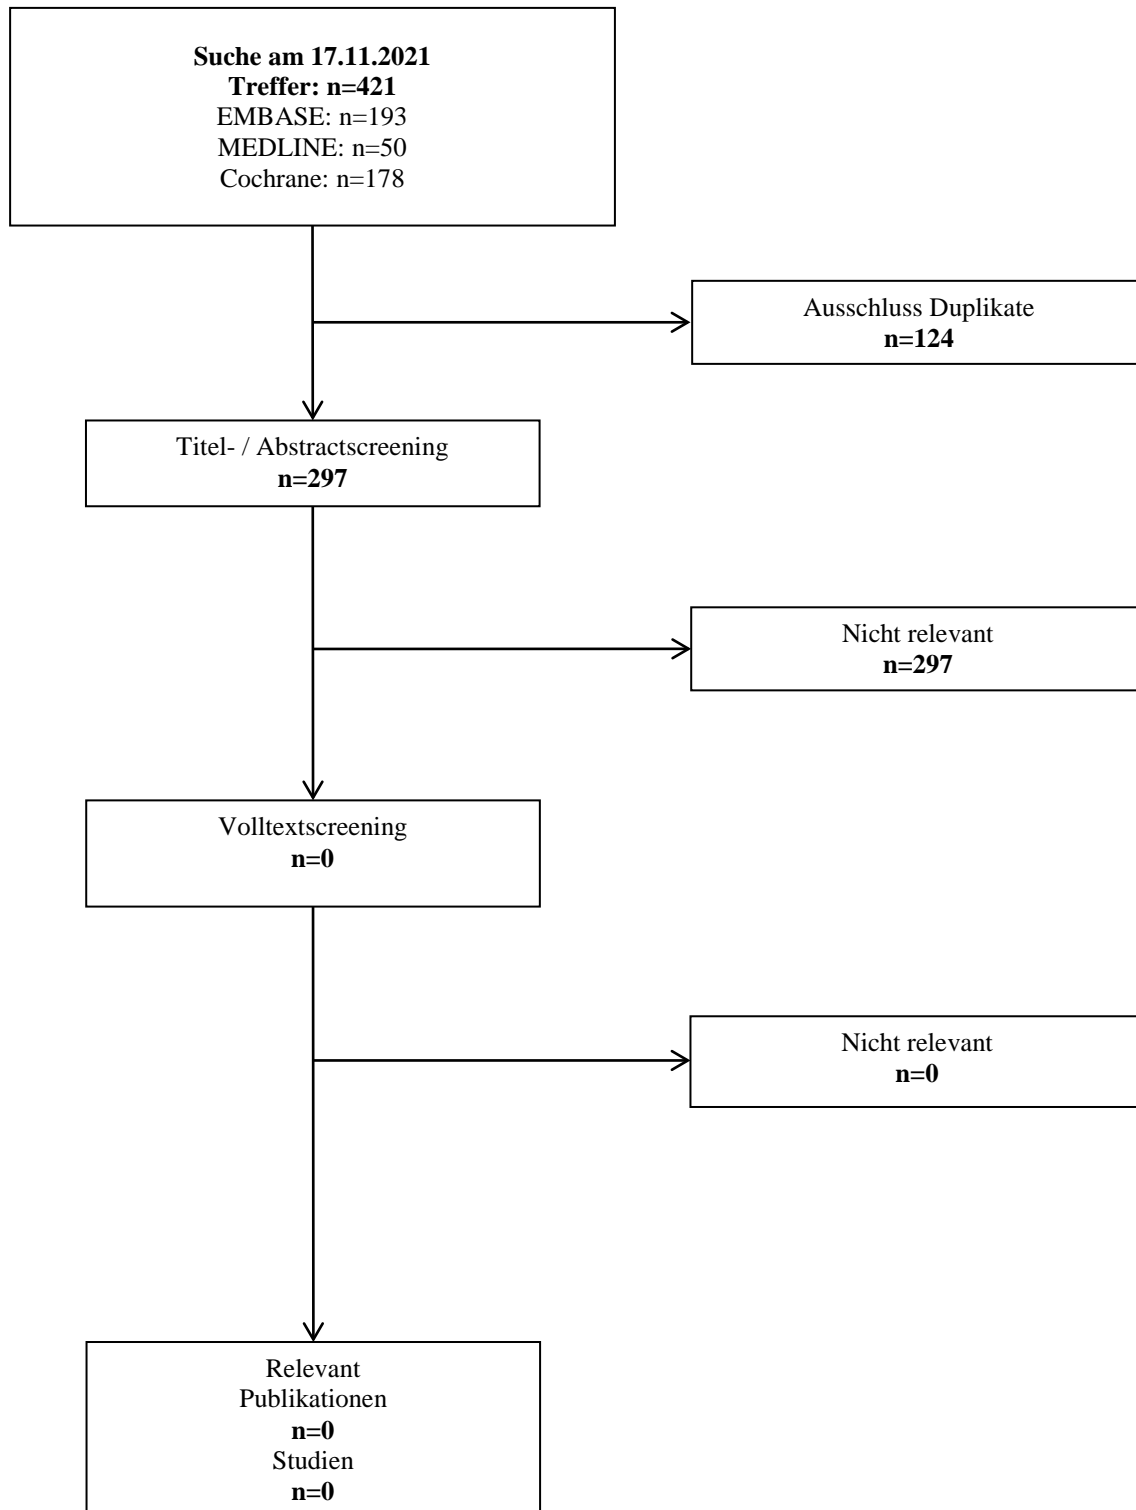 Suche am 17.11.2021
Treffer: n=421
EMBASE: n=193
MEDLINE: n=50
Cochrane: n=178
Ausschluss Duplikate
n=124
Titel- / Abstractscreening
n=297
Nicht relevant
n=297
Volltextscreening
n=0
Nicht relevant
n=0
Relevant
Publikationen
n=0
Studien
n=0